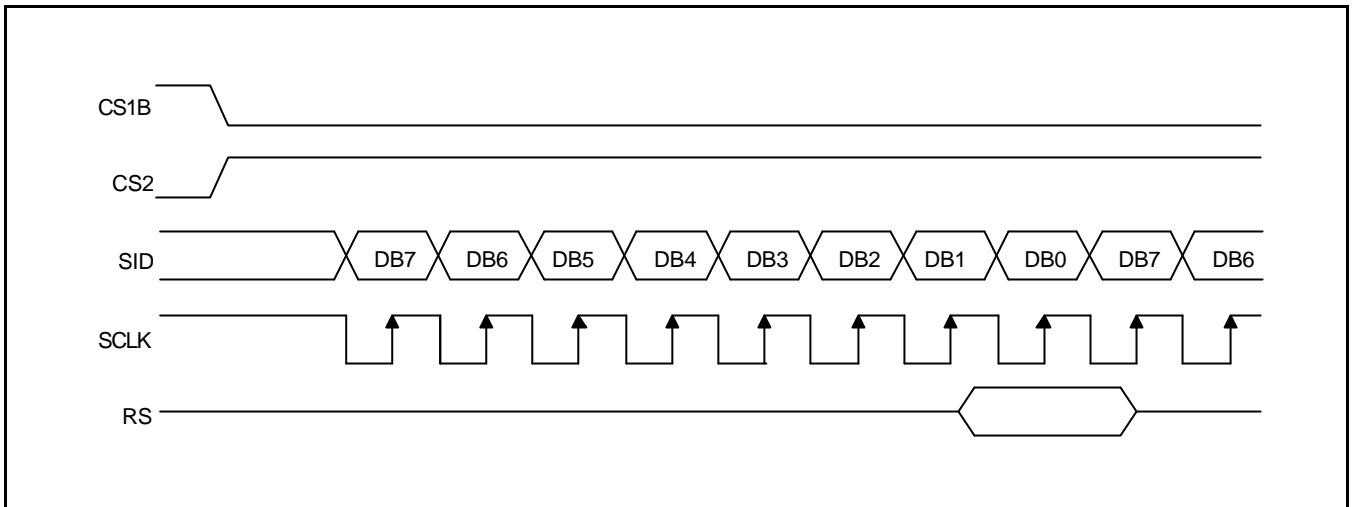 CS1B
CS2
SID DB7 DB6 DB5 DB4 DB3 DB2 DB1 DB0 DB7 DB6
SCLK
RS